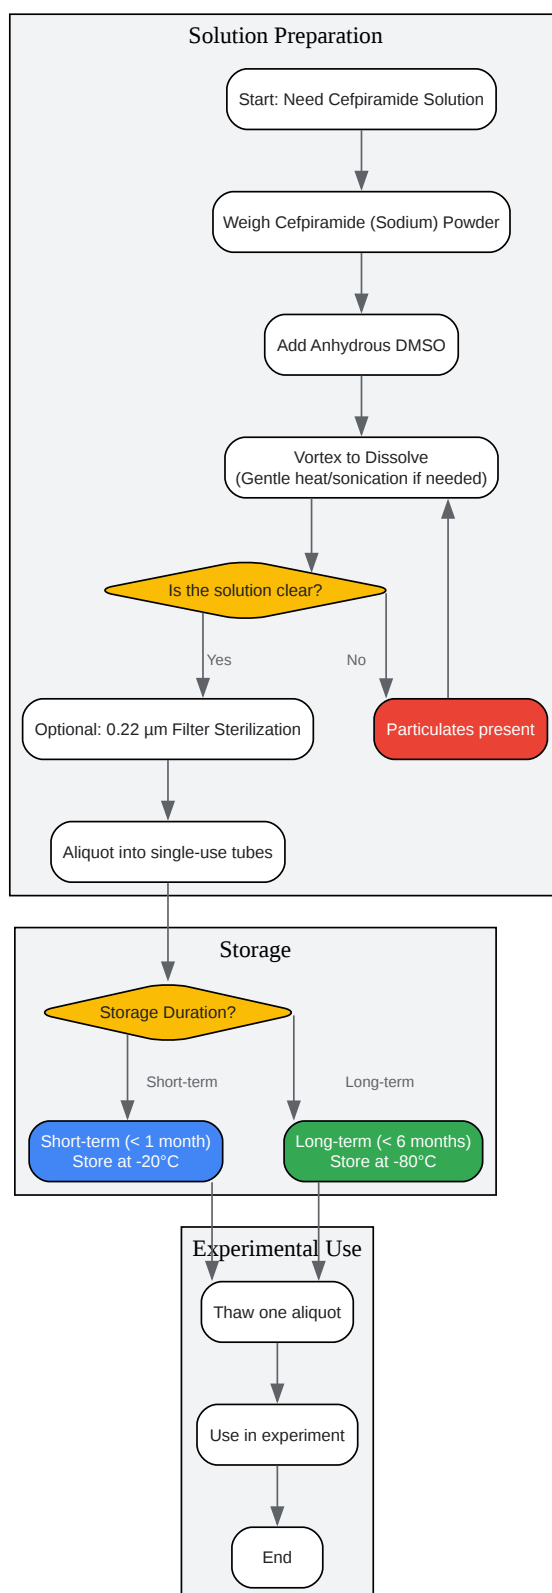 Solution Preparation
Start: Need Cefpiramide Solution
Weigh Cefpiramide (Sodium) Powder
Add Anhydrous DMSO
Vortex to Dissolve
(Gentle heat/sonication if needed)
Is the solution clear?
Yes
No
Optional: 0.22 µm Filter Sterilization
Particulates present
Aliquot into single-use tubes
Storage
Storage Duration?
Short-term
Long-term
Short-term (< 1 month)
Store at -20°C
Long-term (< 6 months)
Store at -80°C
Experimental Use
Thaw one aliquot
Use in experiment
End